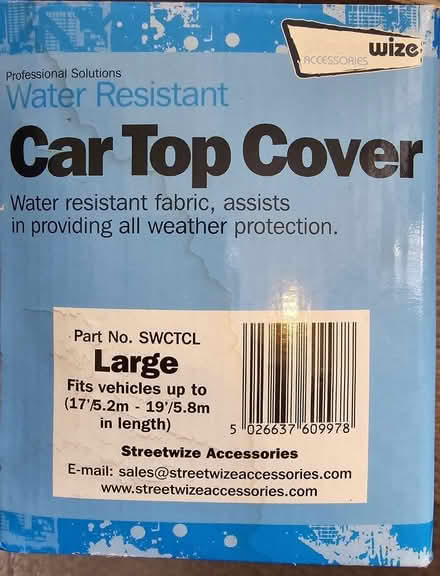 wize
ACCESSORIES
Professional Solutions
Water Resistant
Car Top Cover
Water resistant fabric, assists
in providing all weather protection.
Part No. SWCTCL
Large
Fits vehicles up to
(17'/5.2m - 19'/5.8m
in length)
5 026637 609978
Streetwize Accessories
E-mail: sales@streetwizeaccessories.com
www.streetwizeaccessories.com